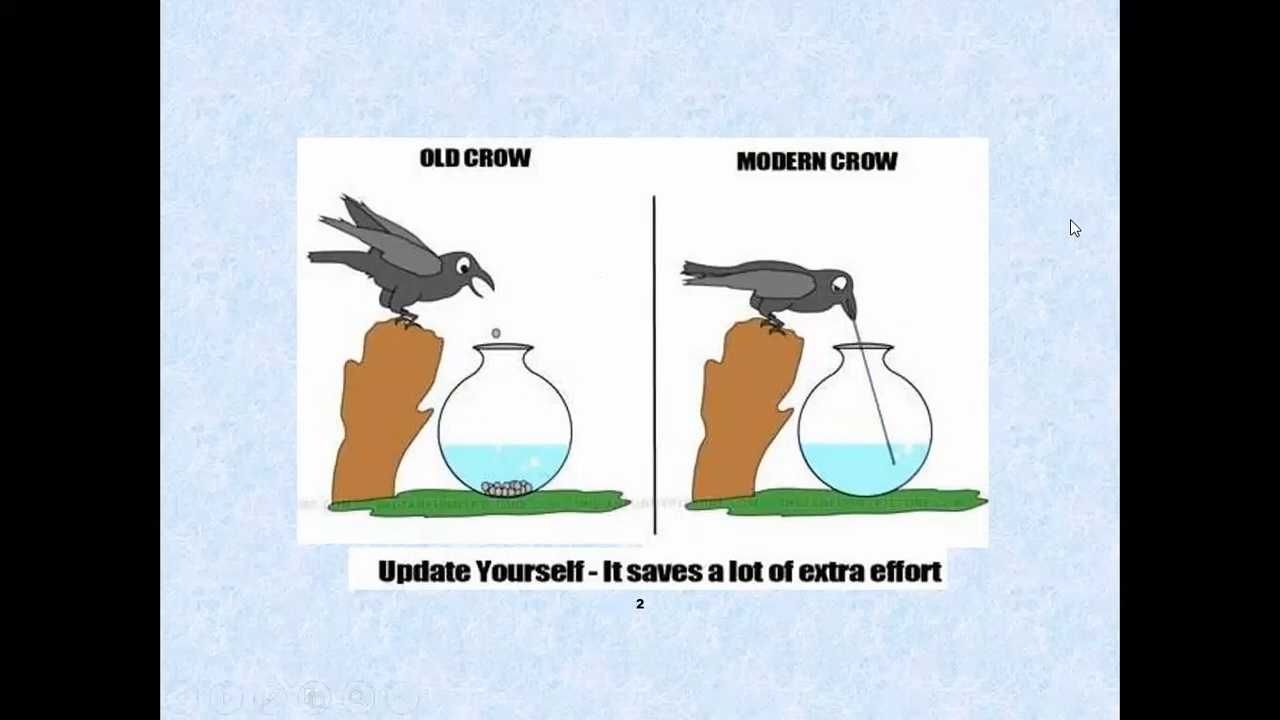 OLD CROW
MODERN CROW
Update Yourself - It saves a lot of extra effort
2